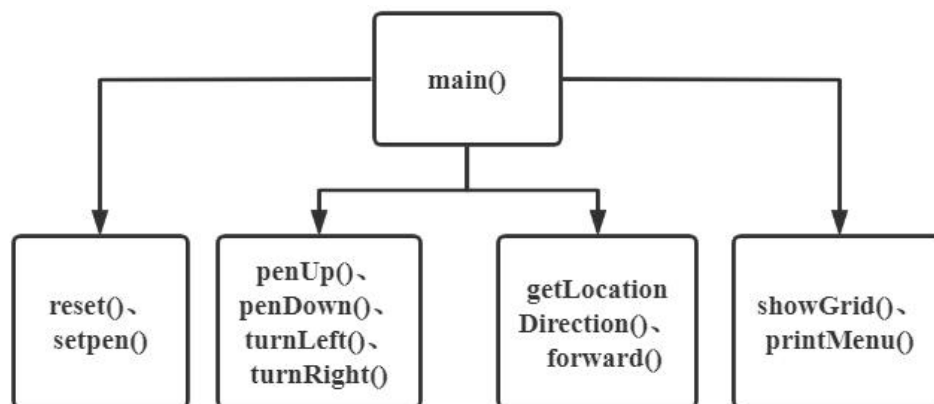 main()
reset()、
setpen()
penUp()、
penDown()、
turnLeft()、
turnRight()
getLocation
Direction()、
forward()
showGrid()、
printMenu()